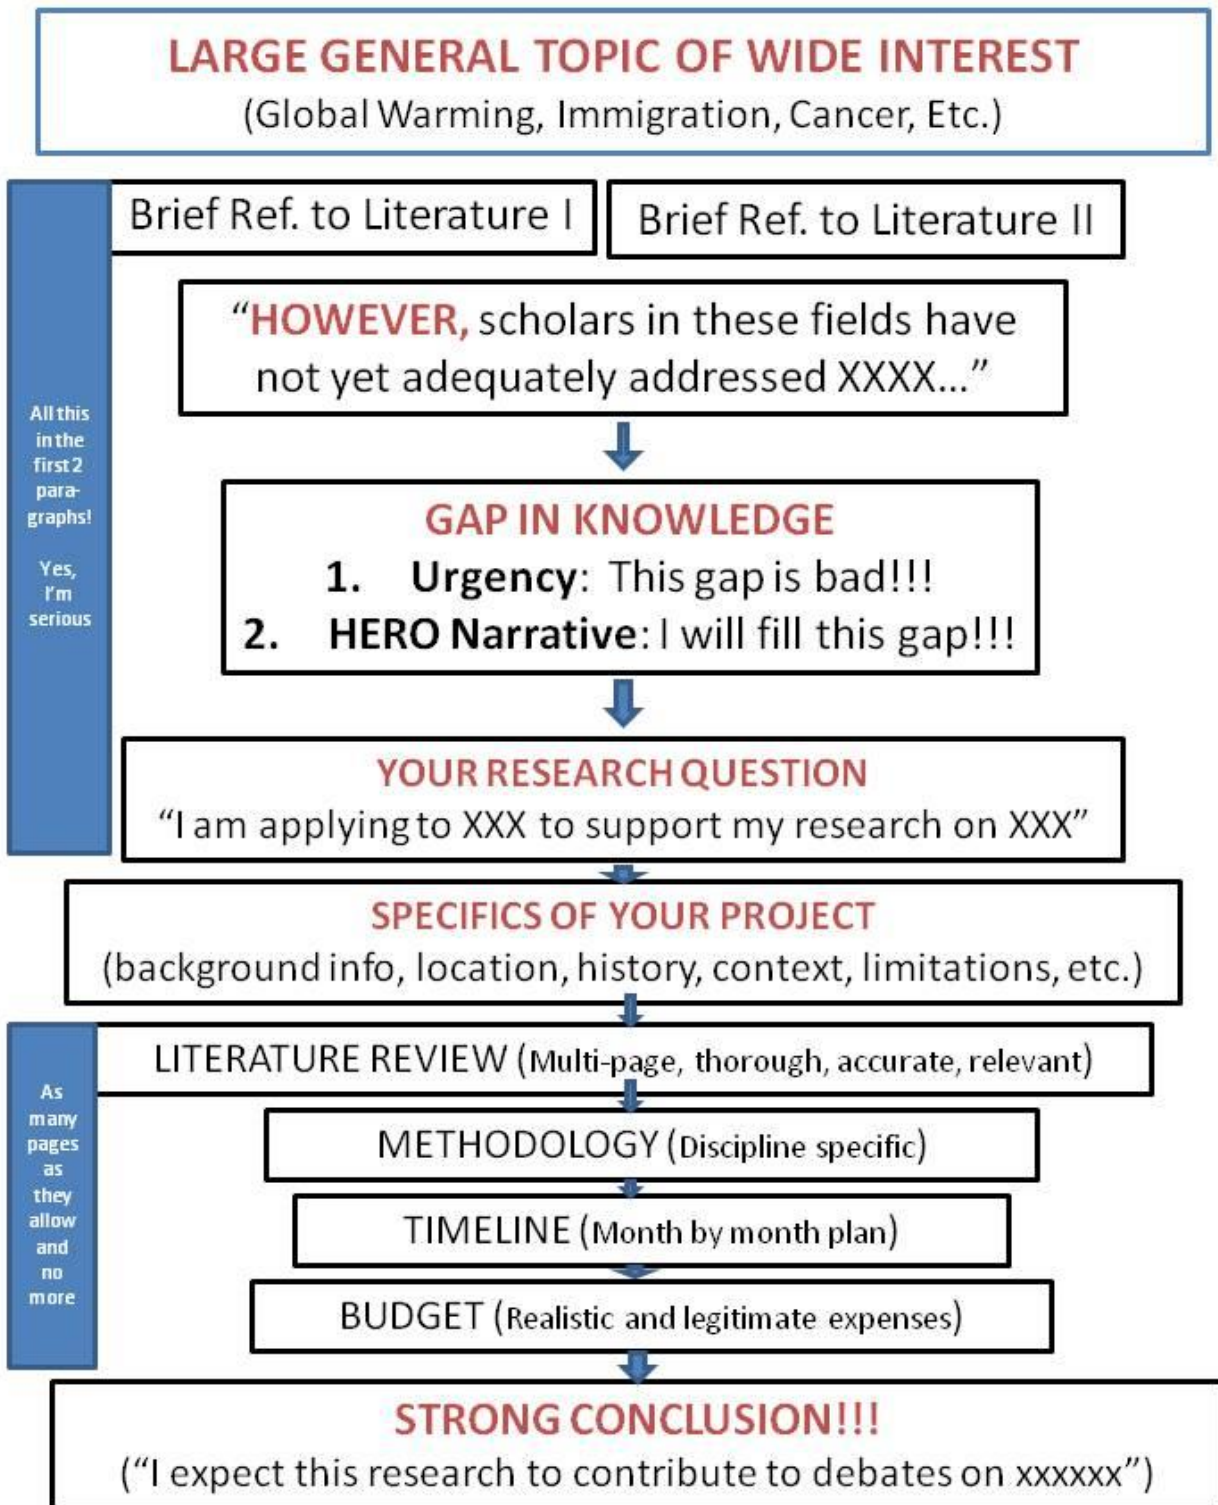 LARGE GENERAL TOPIC OF WIDE INTEREST
(Global Warming, Immigration, Cancer, Etc.)
Brief Ref. to Literature I
Brief Ref. to Literature II
“HOWEVER, scholars in these fields have
not yet adequately addressed XXXX...”
All this
in the
first 2
para-
graphs!
Yes,
I’m
serious
GAP IN KNOWLEDGE
1. Urgency: This gap is bad!!!
2. HERO Narrative: I will fill this gap!!!
YOUR RESEARCH QUESTION
“I am applying to XXX to support my research on XXX”
SPECIFICS OF YOUR PROJECT
(background info, location, history, context, limitations, etc.)
As
many
pages
as
they
allow
and
no
more
LITERATURE REVIEW (Multi-page, thorough, accurate, relevant)
METHODOLOGY (Discipline specific)
TIMELINE (Month by month plan)
BUDGET (Realistic and legitimate expenses)
STRONG CONCLUSION!!!
(“I expect this research to contribute to debates on xxxxxx”)